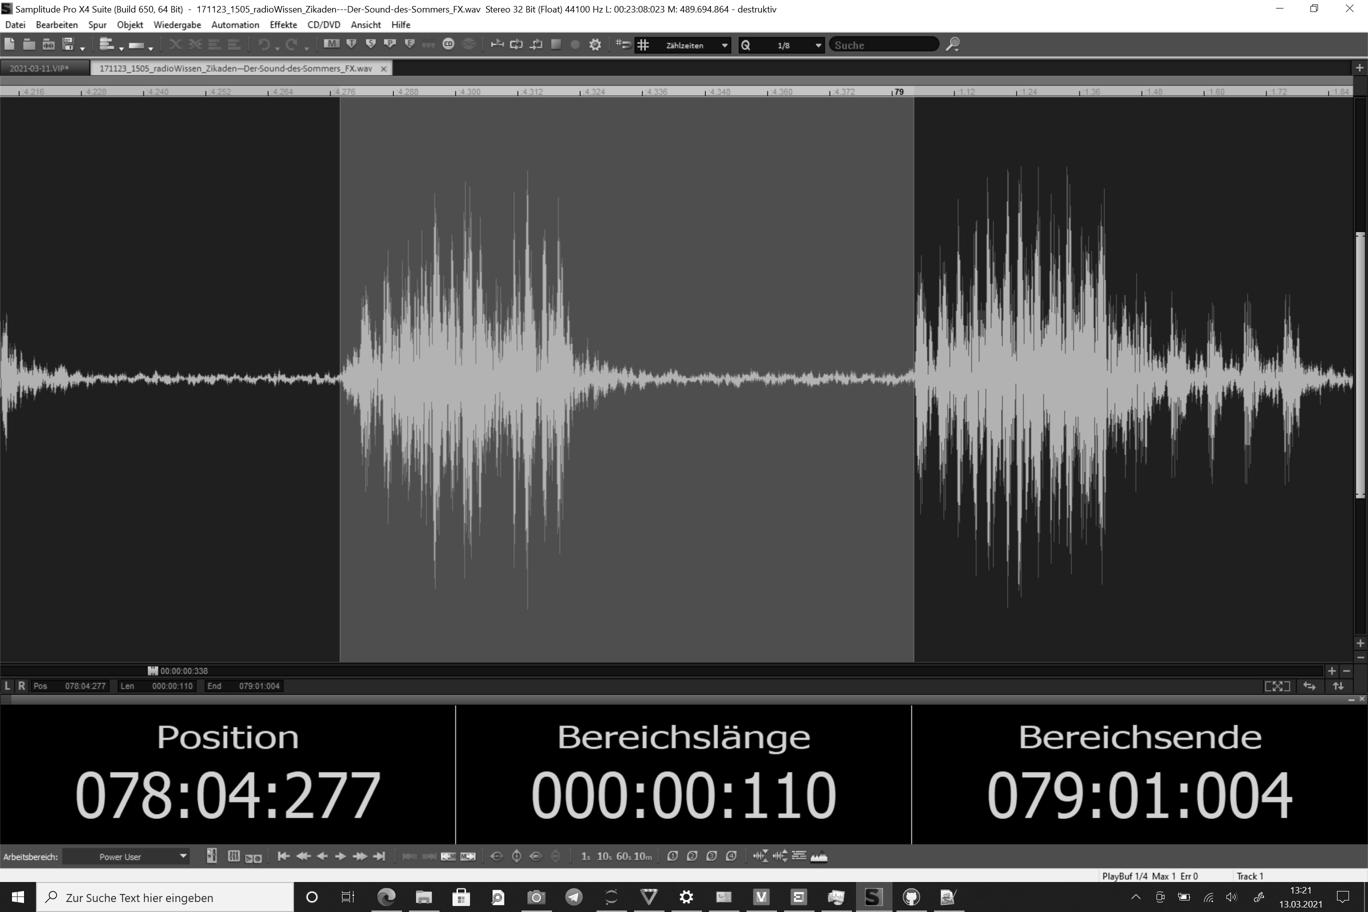 Samplitude Pro X4 Suite (Build 650, 64 Bit) - 171123_1505_radioWissen_Zikaden---Der-Sound-des-Sommers_FX.wav Stereo 32 Bit (Float) 44100 Hz L: 00:23:08:023 M: 489.694.864 - destruktiv
Datei Bearbeiten Spur Objekt Wiedergabe Automation Effekte CD/DVD Ansicht Hilfe
Zählzeiten Q 1/8 Suche
2021-03-11.VIP* 171123_1505_radioWissen_Zikaden---Der-Sound-des-Sommers_FX.wav
4.216 4.228 4.240 4.252 4.264 4.276 4.288 4.300 4.312 4.324 4.336 4.348 4.360 4.372 79 1.12 1.24 1.36 1.48 1.60 1.72 1.84
00:00:00:338
L R Pos 078:04:277 Len 000:00:110 End 079:01:004
Position Bereichslänge Bereichsende
078:04:277 000:00:110 079:01:004
Arbeitsbereich: Power User 1s 10s 60s 10m
PlayBuf 1/4 Max 1 Err 0 Track 1
Zur Suche Text hier eingeben
13:21
13.03.2021